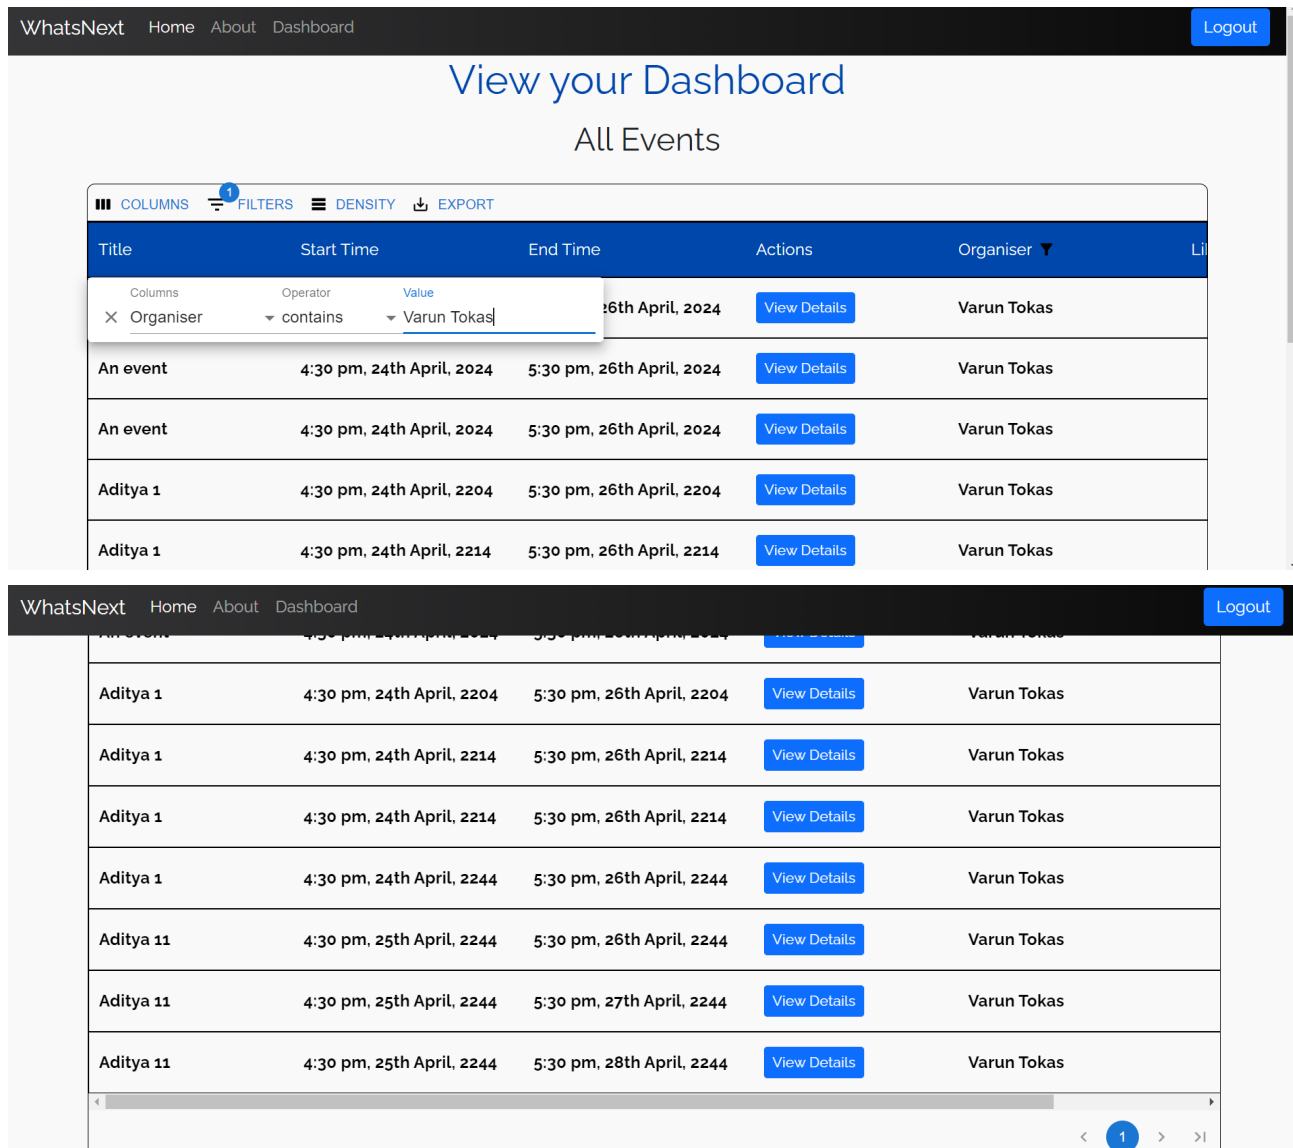 WhatsNext Home About Dashboard Logout
View your Dashboard
All Events
COLUMNS 1 FILTERS DENSITY EXPORT
Title Start Time End Time Actions Organiser
Columns Operator Value
Organiser contains Varun Tokas
26th April, 2024 View Details Varun Tokas
An event 4:30 pm, 24th April, 2024 5:30 pm, 26th April, 2024 View Details Varun Tokas
An event 4:30 pm, 24th April, 2024 5:30 pm, 26th April, 2024 View Details Varun Tokas
Aditya 1 4:30 pm, 24th April, 2204 5:30 pm, 26th April, 2204 View Details Varun Tokas
Aditya 1 4:30 pm, 24th April, 2214 5:30 pm, 26th April, 2214 View Details Varun Tokas
WhatsNext Home About Dashboard Logout
Aditya 1 4:30 pm, 24th April, 2204 5:30 pm, 26th April, 2204 View Details Varun Tokas
Aditya 1 4:30 pm, 24th April, 2214 5:30 pm, 26th April, 2214 View Details Varun Tokas
Aditya 1 4:30 pm, 24th April, 2214 5:30 pm, 26th April, 2214 View Details Varun Tokas
Aditya 1 4:30 pm, 24th April, 2244 5:30 pm, 26th April, 2244 View Details Varun Tokas
Aditya 11 4:30 pm, 25th April, 2244 5:30 pm, 26th April, 2244 View Details Varun Tokas
Aditya 11 4:30 pm, 25th April, 2244 5:30 pm, 27th April, 2244 View Details Varun Tokas
Aditya 11 4:30 pm, 25th April, 2244 5:30 pm, 28th April, 2244 View Details Varun Tokas
1